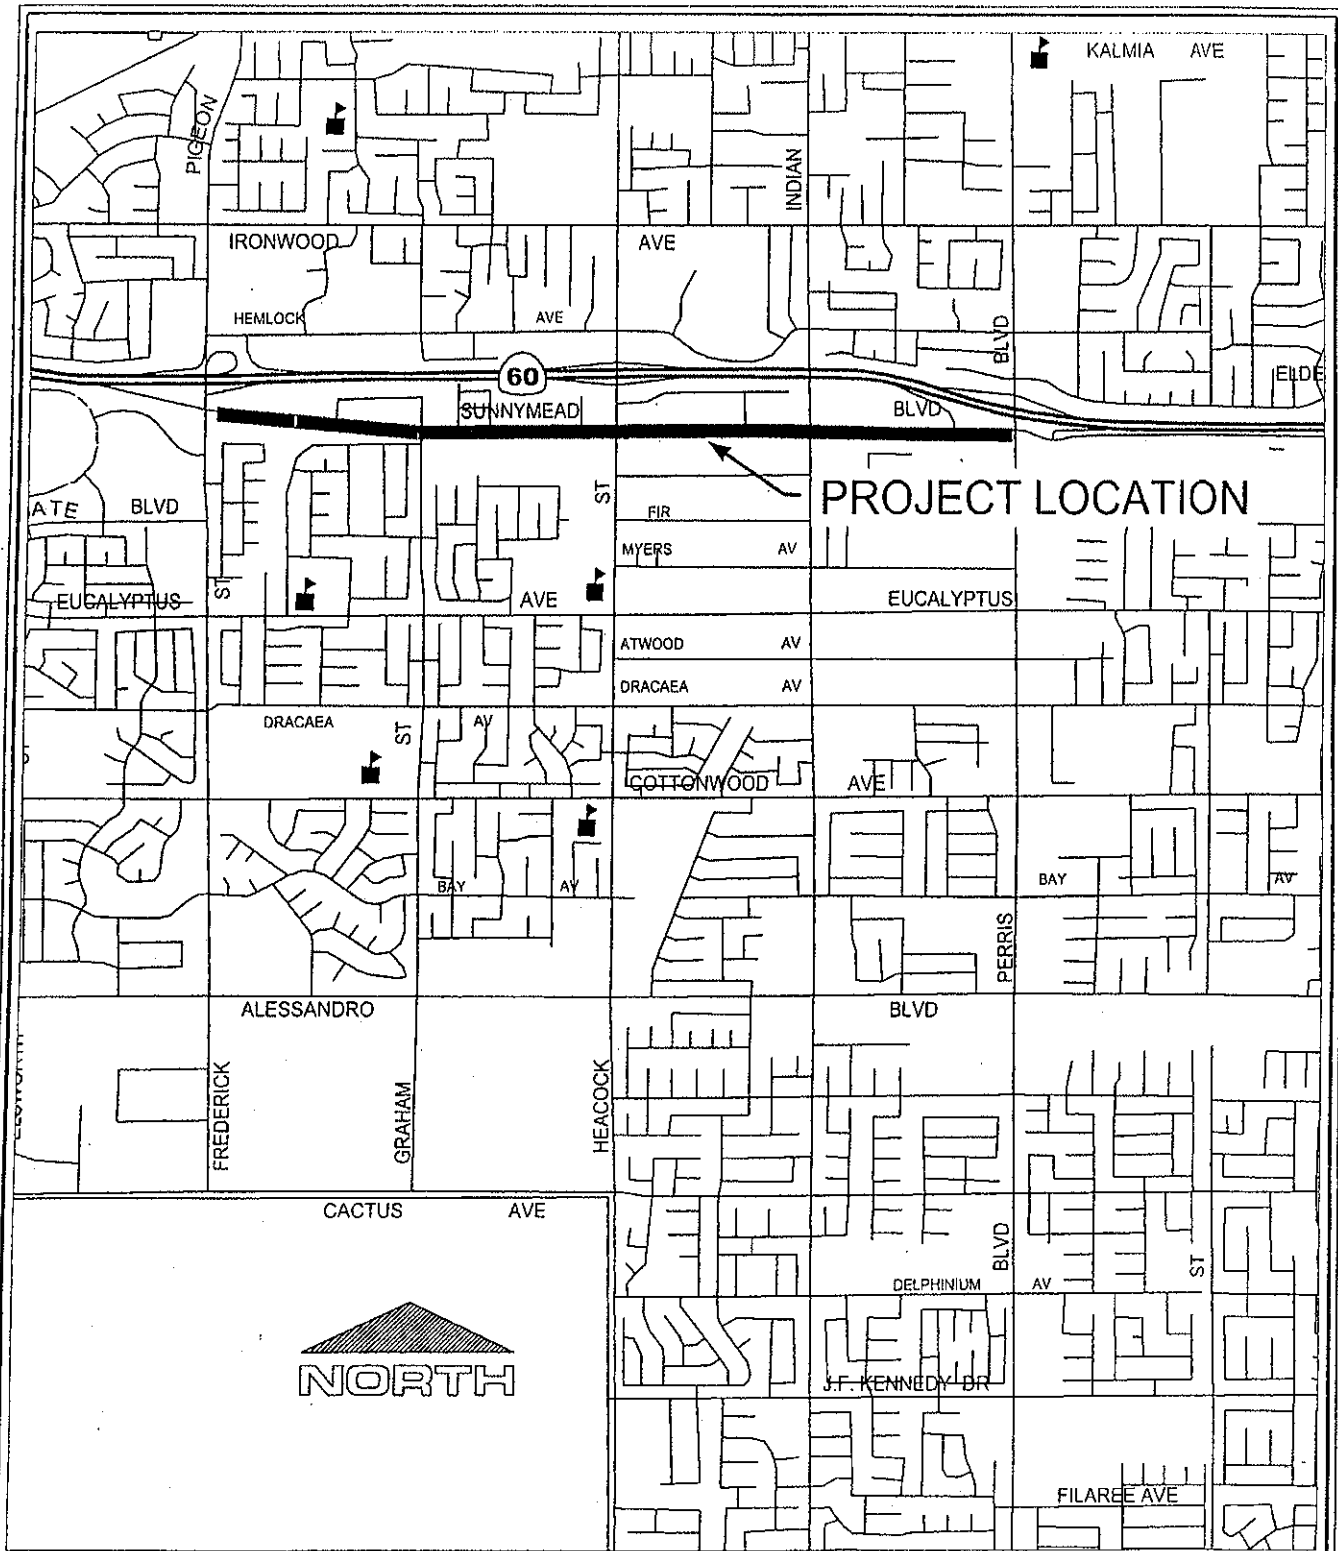 KALMIA AVE
PIGEON
INDIAN
IRONWOOD AVE
HEMLOCK AVE
BLVD
60
ELDE
SUNNYMEAD BLVD
PROJECT LOCATION
ATE BLVD
ST
FIR
MYERS AV
ST
EUCALYPTUS AVE EUCALYPTUS
ATWOOD AV
DRACAEA AV
DRACAEA AV
ST
COTTONWOOD AVE
BAY AV BAY AV
PERRIS
ALESSANDRO BLVD
FREDERICK
GRAHAM
HEACOCK
CACTUS AVE
BLVD
ST
DELPHINIUM AV
NORTH
J.F. KENNEDY DR
FILAREE AVE